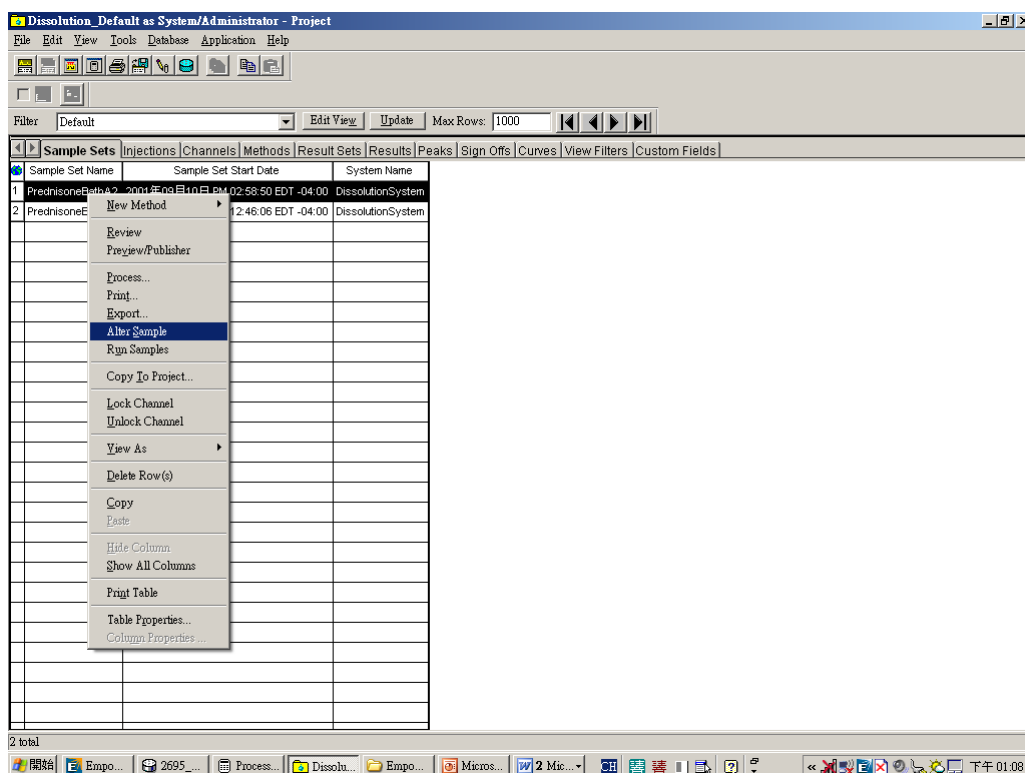 Dissolution_Default as System/Administrator - Project
File Edit View Tools Database Application Help
Filter Default Edit View Update Max Rows: 1000
Sample Sets Injections Channels Methods Result Sets Results Peaks Sign Offs Curves View Filters Custom Fields
Sample Set Name Sample Set Start Date System Name
1 PrednisoneBathA2 2001年09月10日 PM 02:58:50 EDT -04:00 DissolutionSystem
2 PrednisoneB 12:46:06 EDT -04:00 DissolutionSystem
New Method
Review
Preview/Publisher
Process...
Print...
Export...
Alter Sample
Run Samples
Copy To Project...
Lock Channel
Unlock Channel
View As
Delete Row(s)
Copy
Paste
Hide Column
Show All Columns
Print Table
Table Properties...
Column Properties ...
2 total
開始 Empo... 2695_... Process... Dissolu... Empo... Micros... 2 Mic... CH 下午 01:08